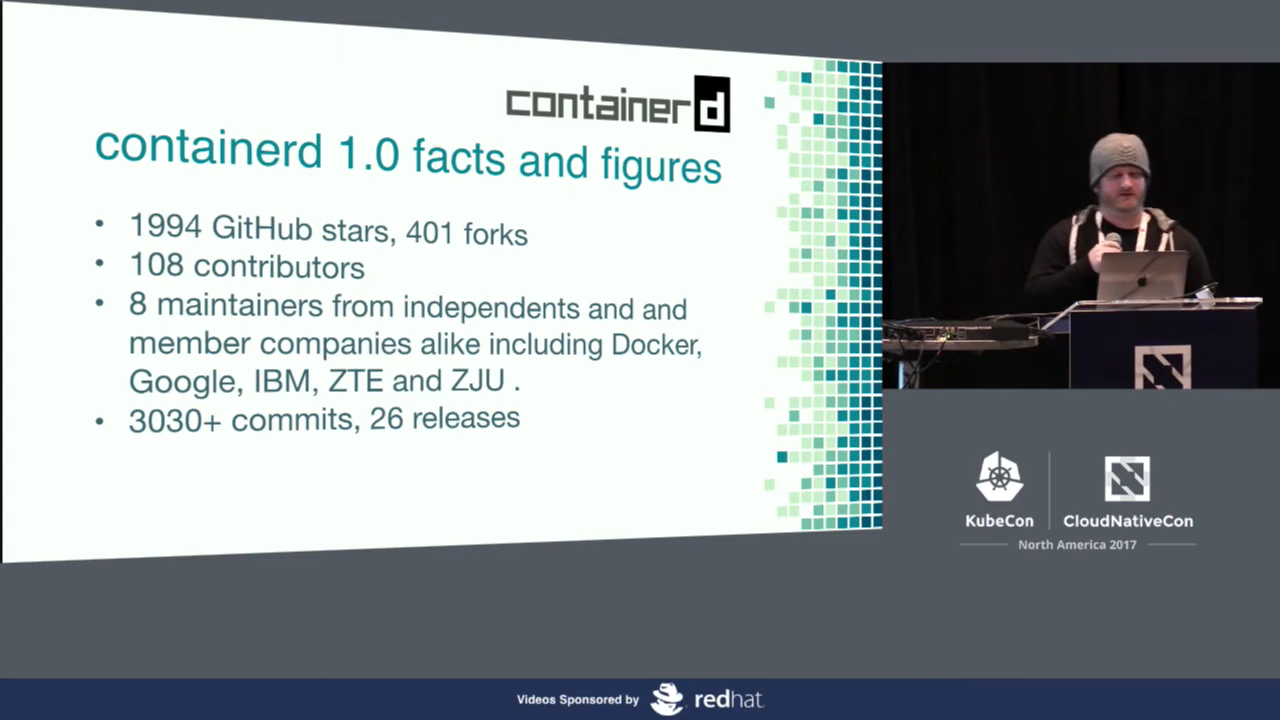 containerd
containerd 1.0 facts and figures
• 1994 GitHub stars, 401 forks
• 108 contributors
• 8 maintainers from independents and and
member companies alike including Docker,
Google, IBM, ZTE and ZJU .
• 3030+ commits, 26 releases
KubeCon
CloudNativeCon
North America 2017
Videos Sponsored by
redhat